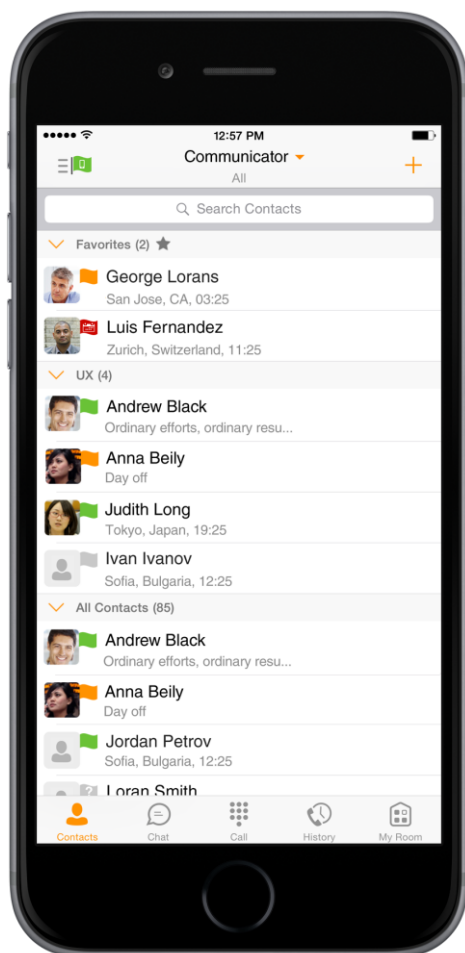 12:57 PM
Communicator
All
Search Contacts
Favorites (2)
George Lorans
San Jose, CA, 03:25
Luis Fernandez
Zurich, Switzerland, 11:25
UX (4)
Andrew Black
Ordinary efforts, ordinary resu...
Anna Beily
Day off
Judith Long
Tokyo, Japan, 19:25
Ivan Ivanov
Sofia, Bulgaria, 12:25
All Contacts (85)
Andrew Black
Ordinary efforts, ordinary resu...
Anna Beily
Day off
Jordan Petrov
Sofia, Bulgaria, 12:25
? Loran Smith
Contacts Chat Call History My Room